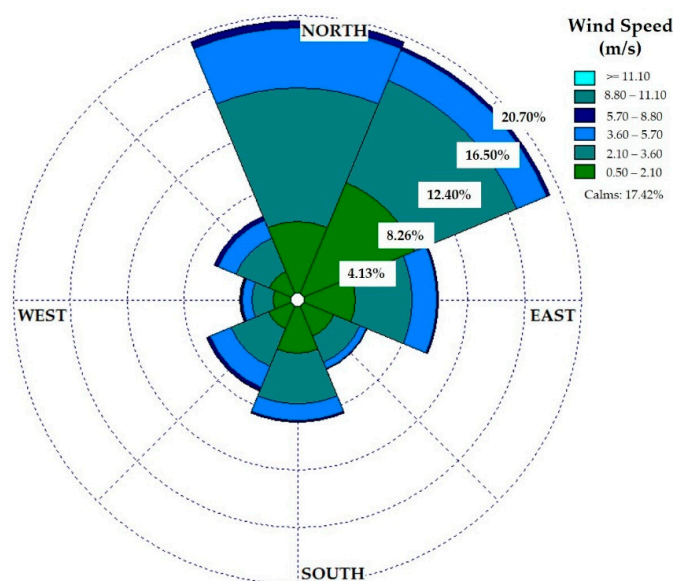 NORTH
Wind Speed
(m/s)
>= 11.10
8.80 – 11.10
5.70 – 8.80
3.60 – 5.70
2.10 – 3.60
0.50 – 2.10
Calms: 17.42%
20.70%
16.50%
12.40%
8.26%
4.13%
WEST
EAST
SOUTH